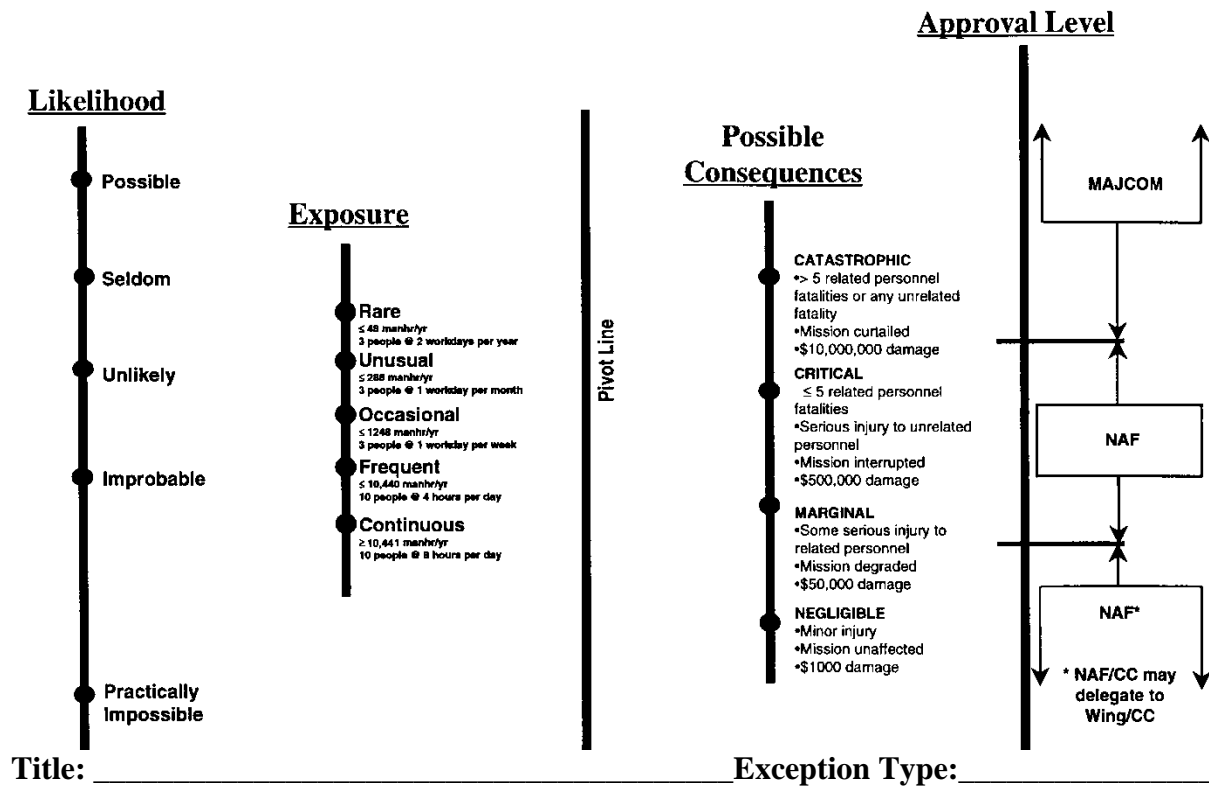 Approval Level
Likelihood
Possible
Seldom
Unlikely
Improbable
Practically
Impossible
Exposure
Rare
≤ 48 manhr/yr
3 people @ 2 workdays per year
Unusual
≤ 288 manhr/yr
3 people @ 1 workday per month
Occasional
≤ 1248 manhr/yr
3 people @ 1 workday per week
Frequent
≤ 10,440 manhr/yr
10 people @ 4 hours per day
Continuous
≥ 10,441 manhr/yr
10 people @ 8 hours per day
Pivot Line
Possible
Consequences
CATASTROPHIC
•> 5 related personnel
fatalities or any unrelated
fatality
•Mission curtailed
•$10,000,000 damage
CRITICAL
≤ 5 related personnel
fatalities
•Serious injury to unrelated
personnel
•Mission interrupted
•$500,000 damage
MARGINAL
•Some serious injury to
related personnel
•Mission degraded
•$50,000 damage
NEGLIGIBLE
•Minor injury
•Mission unaffected
•$1000 damage
MAJCOM
NAF
NAF*
* NAF/CC may
delegate to
Wing/CC
Title: ________________________________________Exception Type:________________